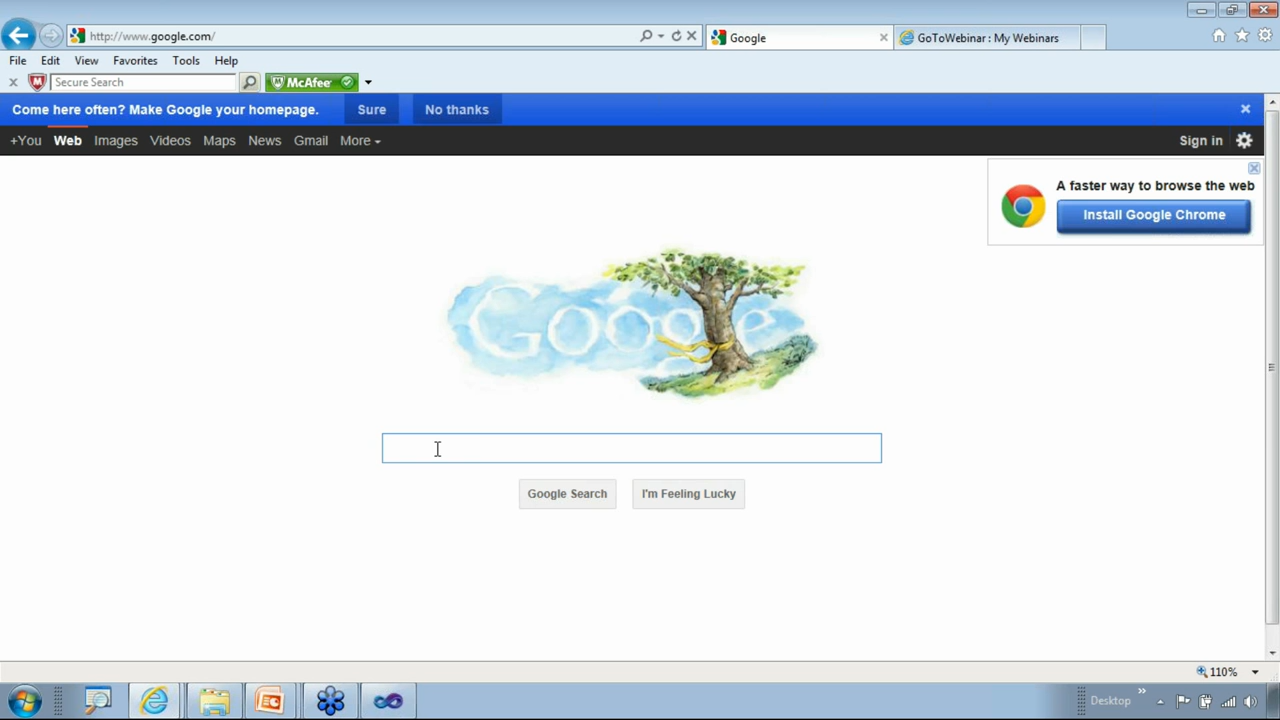 http://www.google.com/
Google
GoToWebinar : My Webinars
File Edit View Favorites Tools Help
Secure Search
McAfee
Come here often? Make Google your homepage. Sure No thanks
+You Web Images Videos Maps News Gmail More
Sign in
A faster way to browse the web
Install Google Chrome
Google
Google Search I'm Feeling Lucky
110%
Desktop